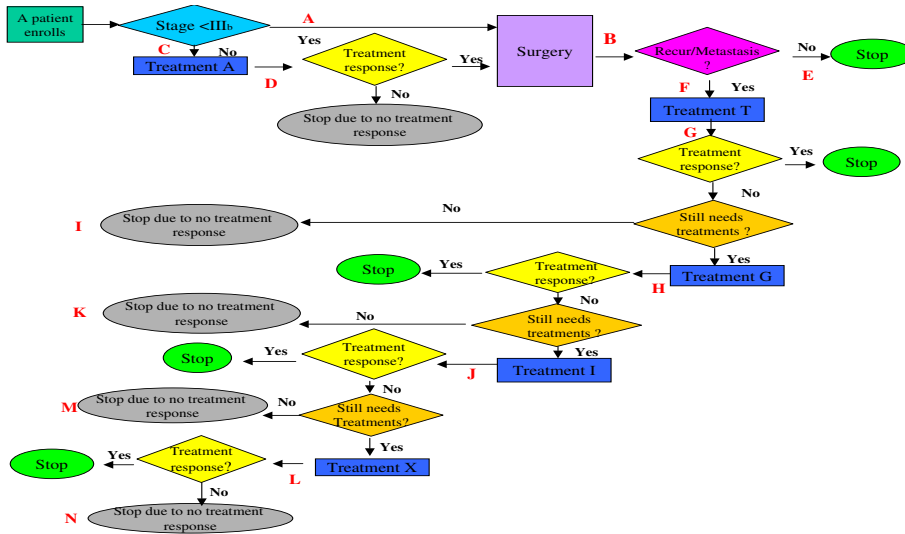 A patient
enrolls
Stage <IIIb
A
Yes
C
No
Treatment A
D
Treatment
response?
Yes
No
Stop due to no treatment
response
Surgery
B
Recur/Metastasis
?
No
E
Stop
F
Yes
Treatment T
G
Treatment
response?
Yes
Stop
No
Still needs
treatments ?
No
I
Stop due to no treatment
response
Yes
Treatment G
H
Treatment
response?
Yes
Stop
No
Still needs
treatments ?
No
K
Stop due to no treatment
response
Yes
Treatment I
J
Treatment
response?
Yes
Stop
No
Still needs
Treatments?
No
M
Stop due to no treatment
response
Yes
Treatment X
L
Treatment
response?
Yes
Stop
No
N
Stop due to no treatment
response